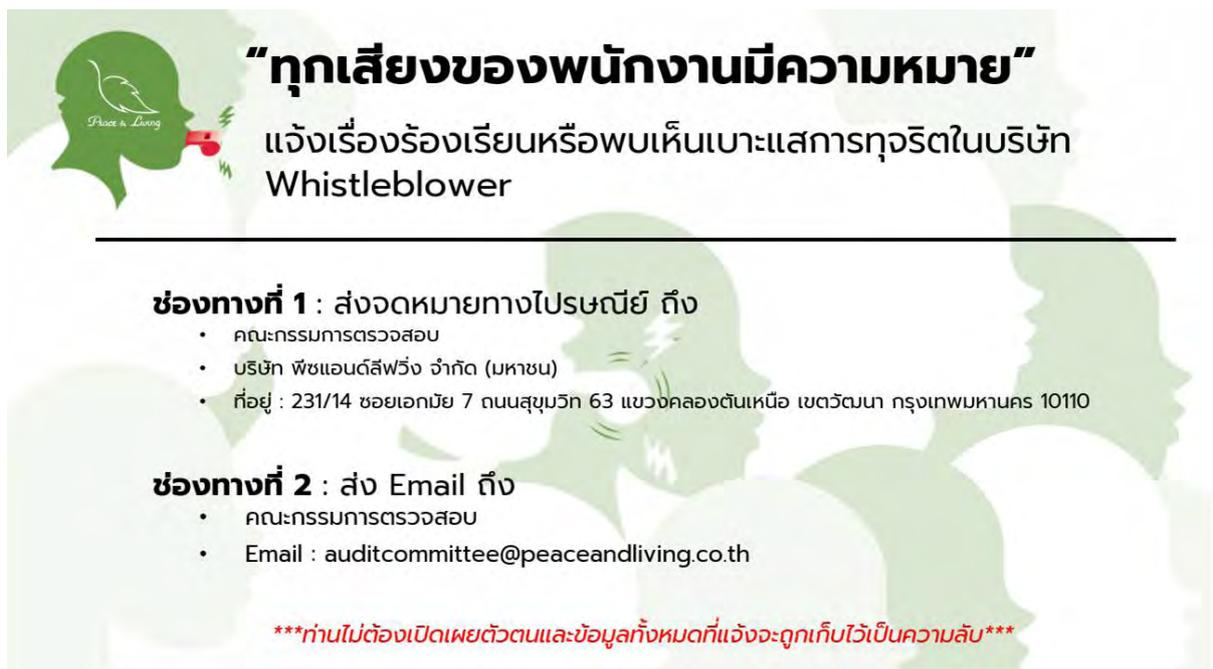 Peace & Living
“ทุกเสียงของพนักงานมีความหมาย”
แจ้งเรื่องร้องเรียนหรือพบเห็นเบาะแสการทุจริตในบริษัท
Whistleblower
ช่องทางที่ 1 : ส่งจดหมายทางไปรษณีย์ ถึง
• คณะกรรมการตรวจสอบ
• บริษัท พีซแอนด์ลีฟวิ่ง จำกัด (มหาชน)
• ที่อยู่ : 231/14 ซอยเอกมัย 7 ถนนสุขุมวิท 63 แขวงคลองตันเหนือ เขตวัฒนา กรุงเทพมหานคร 10110
ช่องทางที่ 2 : ส่ง Email ถึง
• คณะกรรมการตรวจสอบ
• Email : auditcommittee@peaceandliving.co.th
***ท่านไม่ต้องเปิดเผยตัวตนและข้อมูลทั้งหมดที่แจ้งจะถูกเก็บไว้เป็นความลับ***